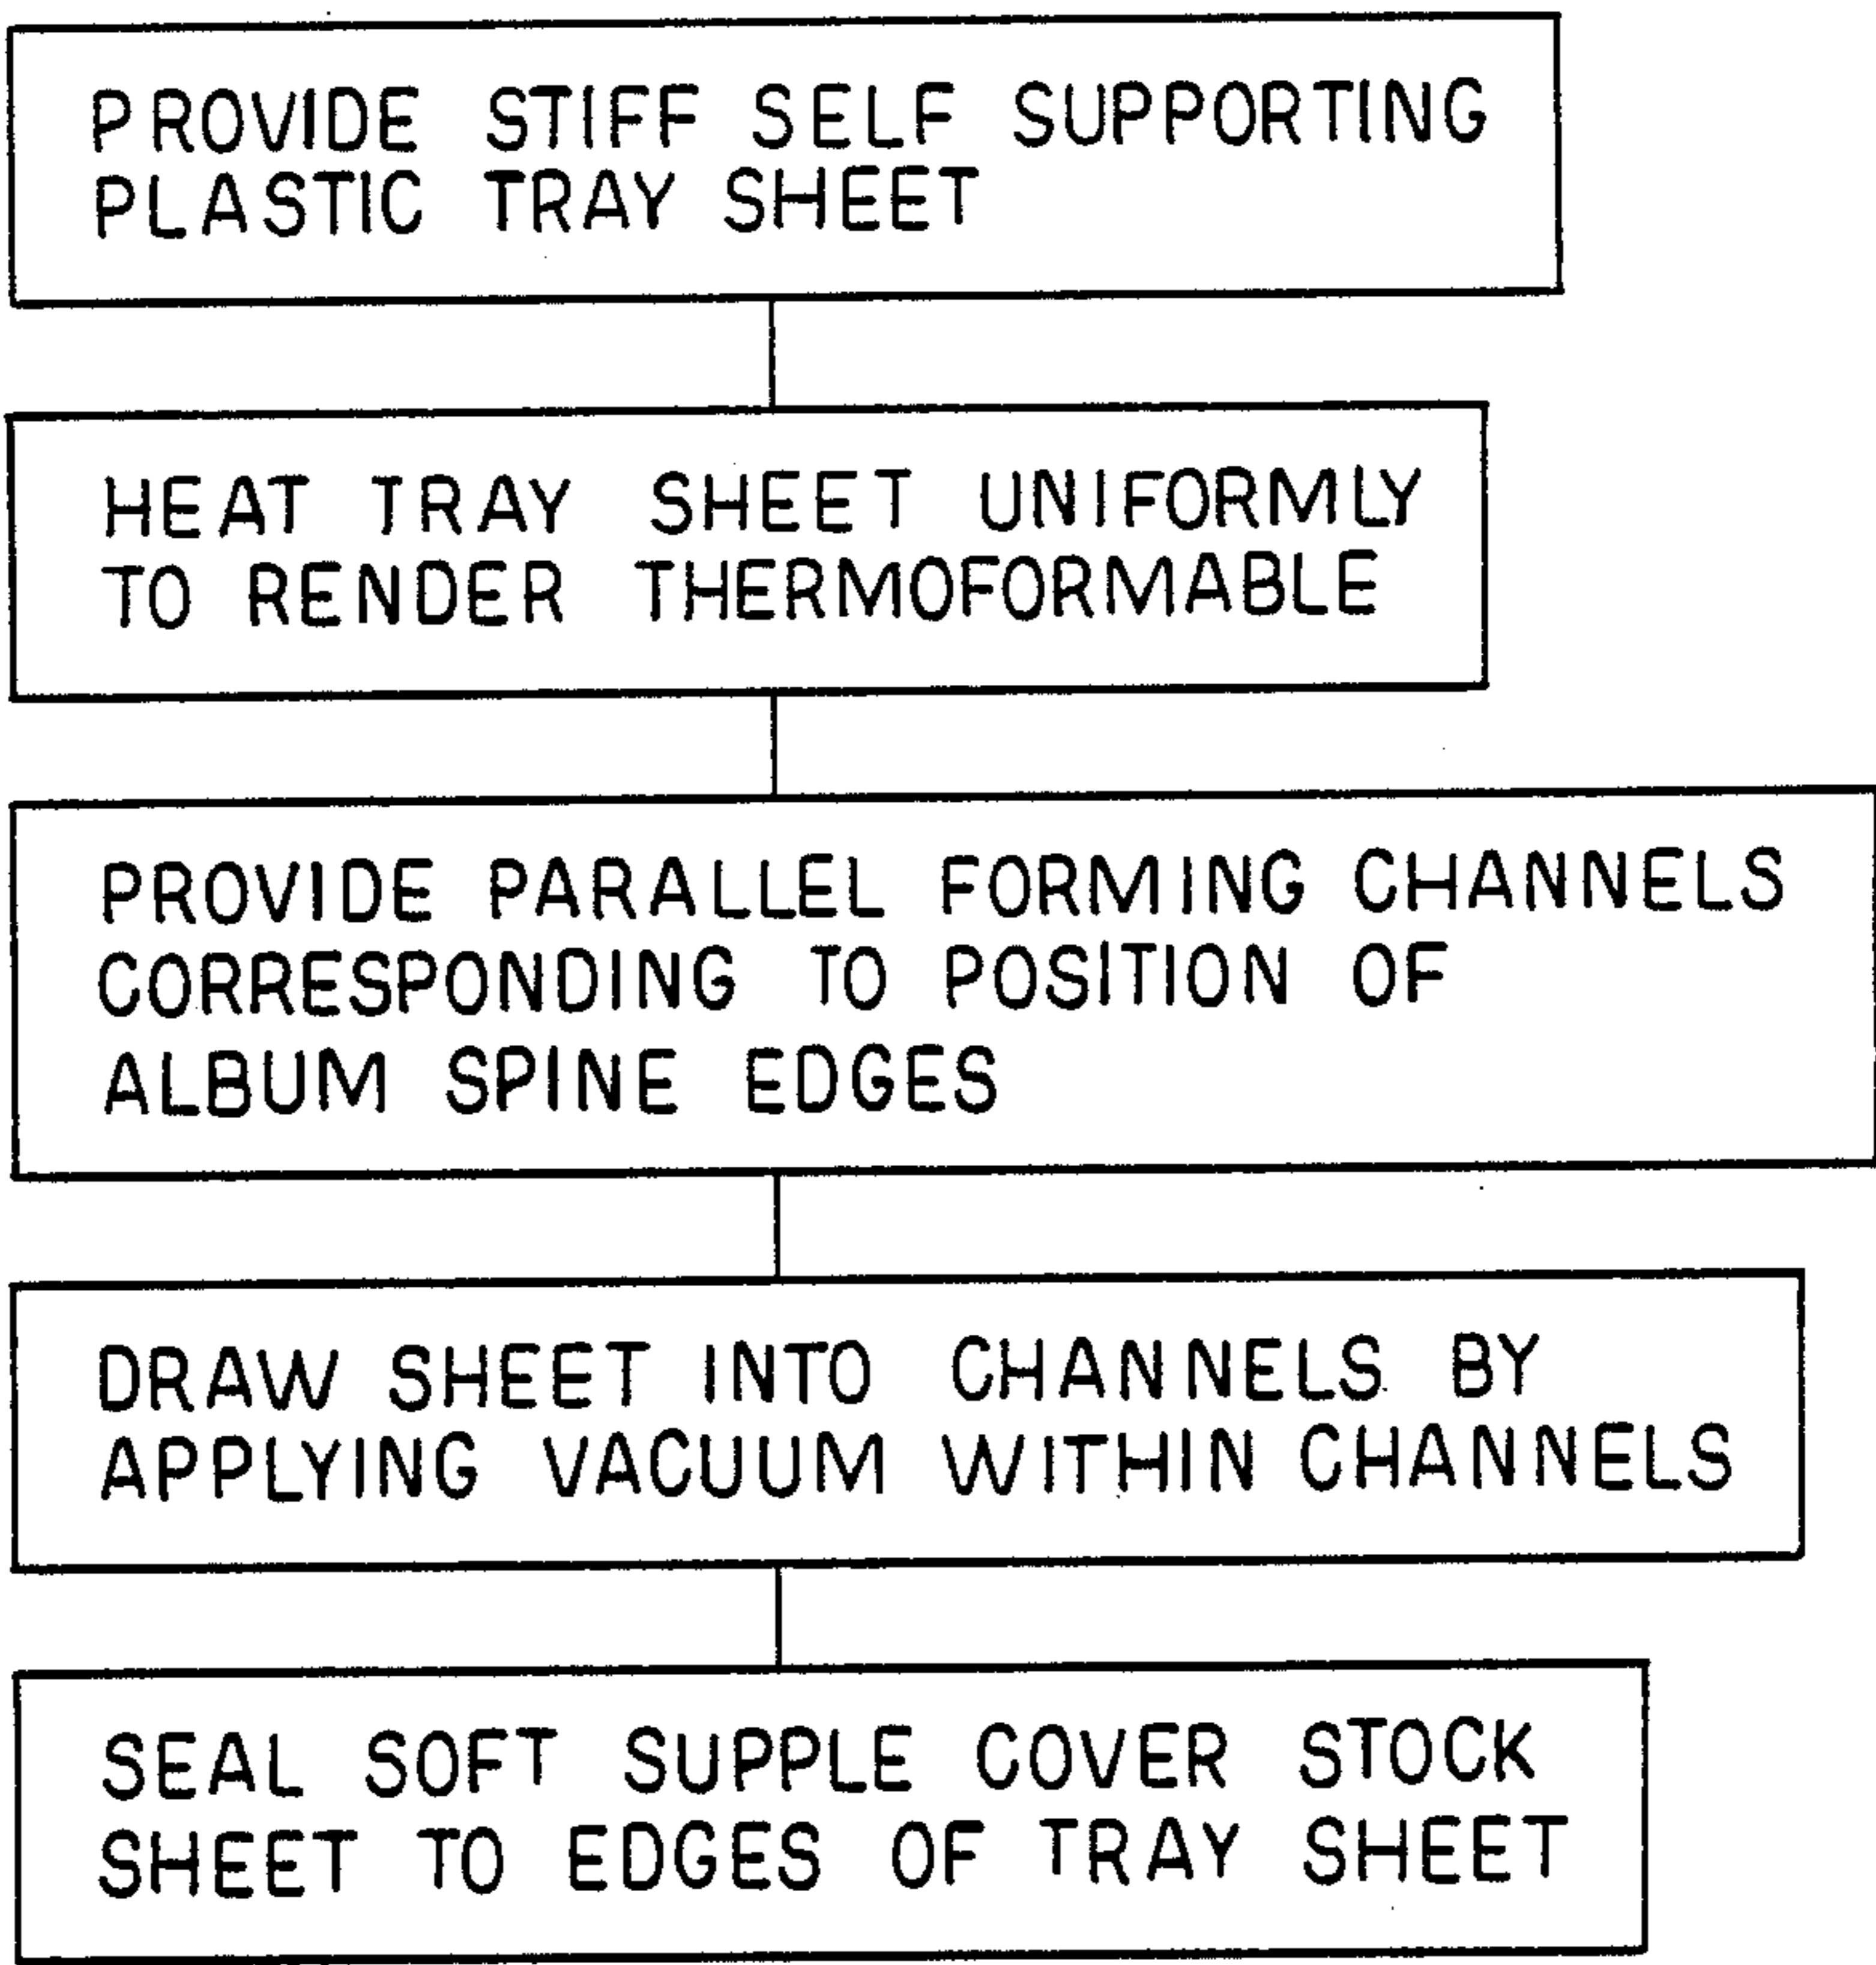 PROVIDE STIFF SELF SUPPORTING
PLASTIC TRAY SHEET
HEAT TRAY SHEET UNIFORMLY
TO RENDER THERMOFORMABLE
PROVIDE PARALLEL FORMING CHANNELS
CORRESPONDING TO POSITION OF
ALBUM SPINE EDGES
DRAW SHEET INTO CHANNELS BY
APPLYING VACUUM WITHIN CHANNELS
SEAL SOFT SUPPLE COVER STOCK
SHEET TO EDGES OF TRAY SHEET